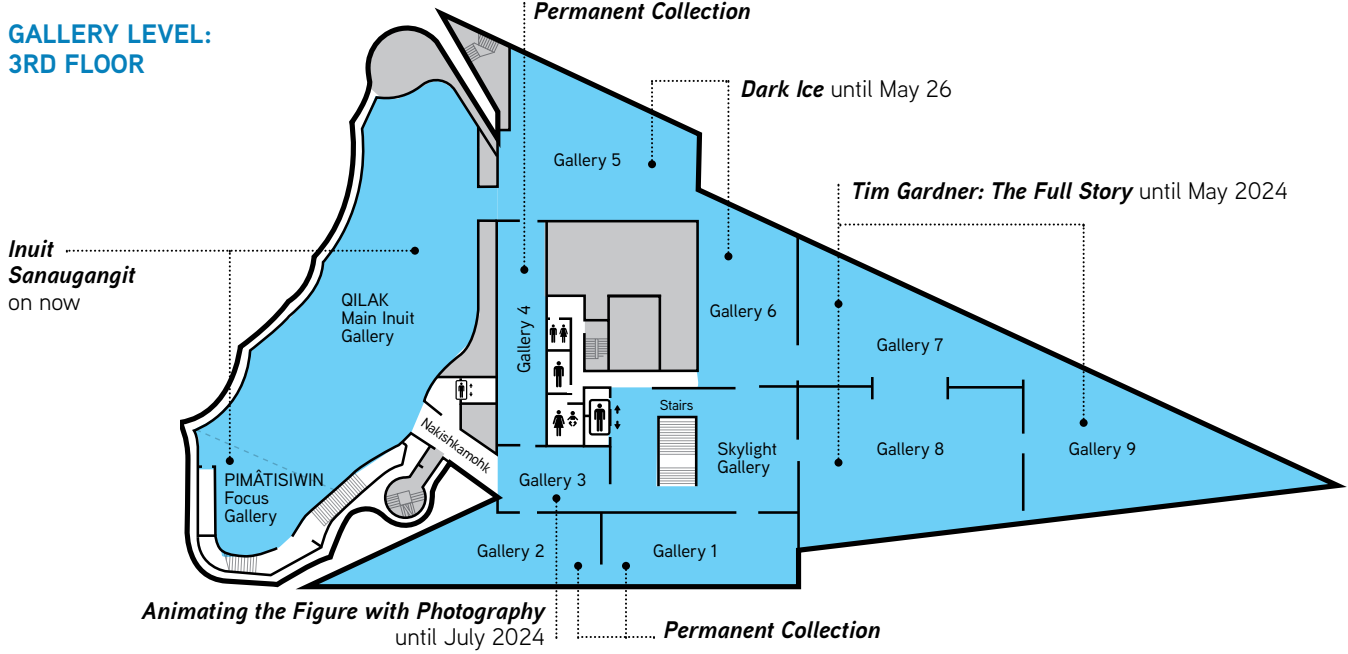 GALLERY LEVEL:
3RD FLOOR
Permanent Collection
Dark Ice until May 26
Gallery 5
Tim Gardner: The Full Story until May 2024
Inuit
Sanaugangit
on now
QILAK
Main Inuit
Gallery
Gallery 4
Gallery 6
Gallery 7
Stairs
Nakishkamohk
Skylight
Gallery
Gallery 8
Gallery 9
PIMÂTISIWIN
Focus
Gallery
Gallery 3
Gallery 2
Gallery 1
Animating the Figure with Photography
until July 2024
Permanent Collection